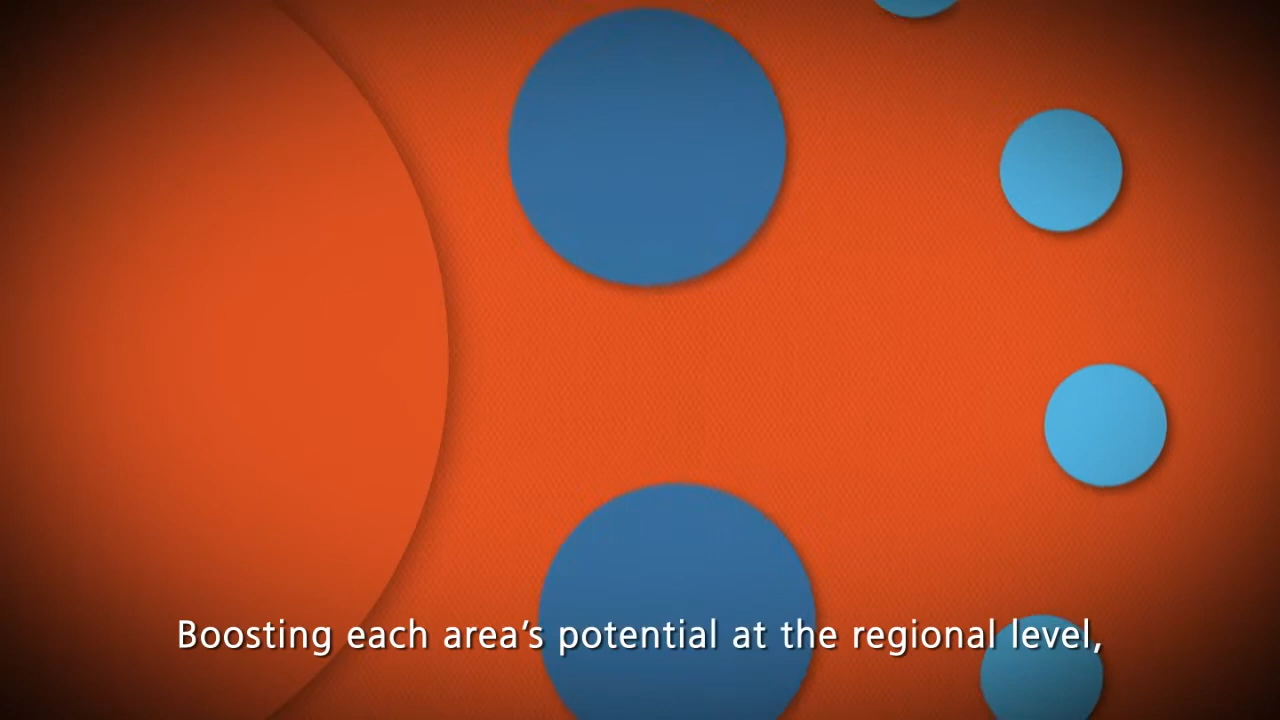 Boosting each area’s potential at the regional level,